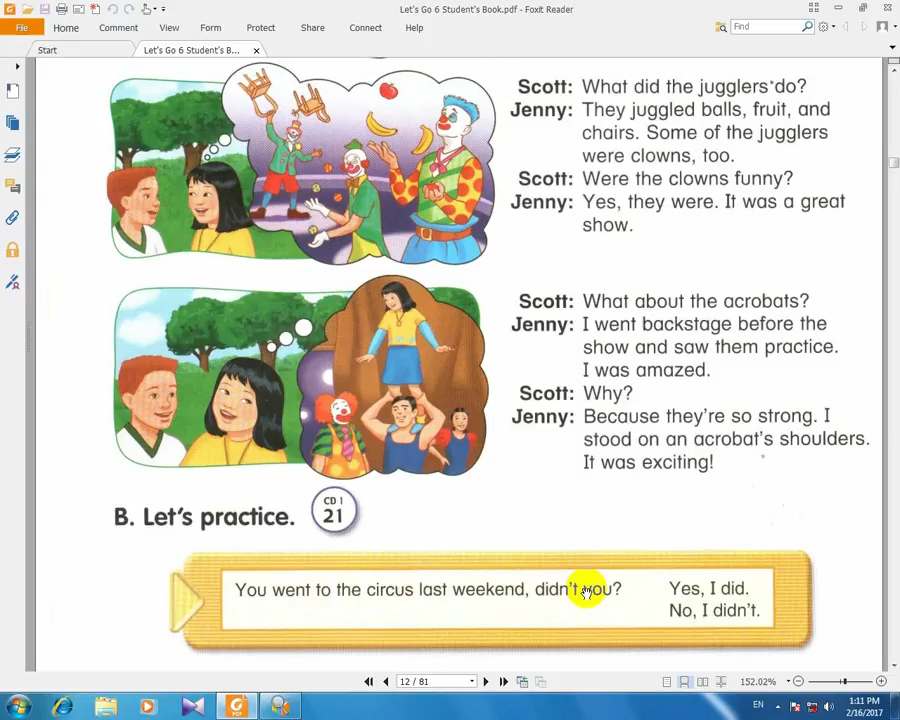 Let's Go 6 Student's Book.pdf - Foxit Reader
File Home Comment View Form Protect Share Connect Help Find
Start Let's Go 6 Student's B...
Scott: What did the jugglers do?
Jenny: They juggled balls, fruit, and
chairs. Some of the jugglers
were clowns, too.
Scott: Were the clowns funny?
Jenny: Yes, they were. It was a great
show.
Scott: What about the acrobats?
Jenny: I went backstage before the
show and saw them practice.
I was amazed.
Scott: Why?
Jenny: Because they're so strong. I
stood on an acrobat's shoulders.
It was exciting!
B. Let's practice. CD 1
21
You went to the circus last weekend, didn't you? Yes, I did.
No, I didn't.
12 / 81 152.02%
EN 1:11 PM
2/16/2017